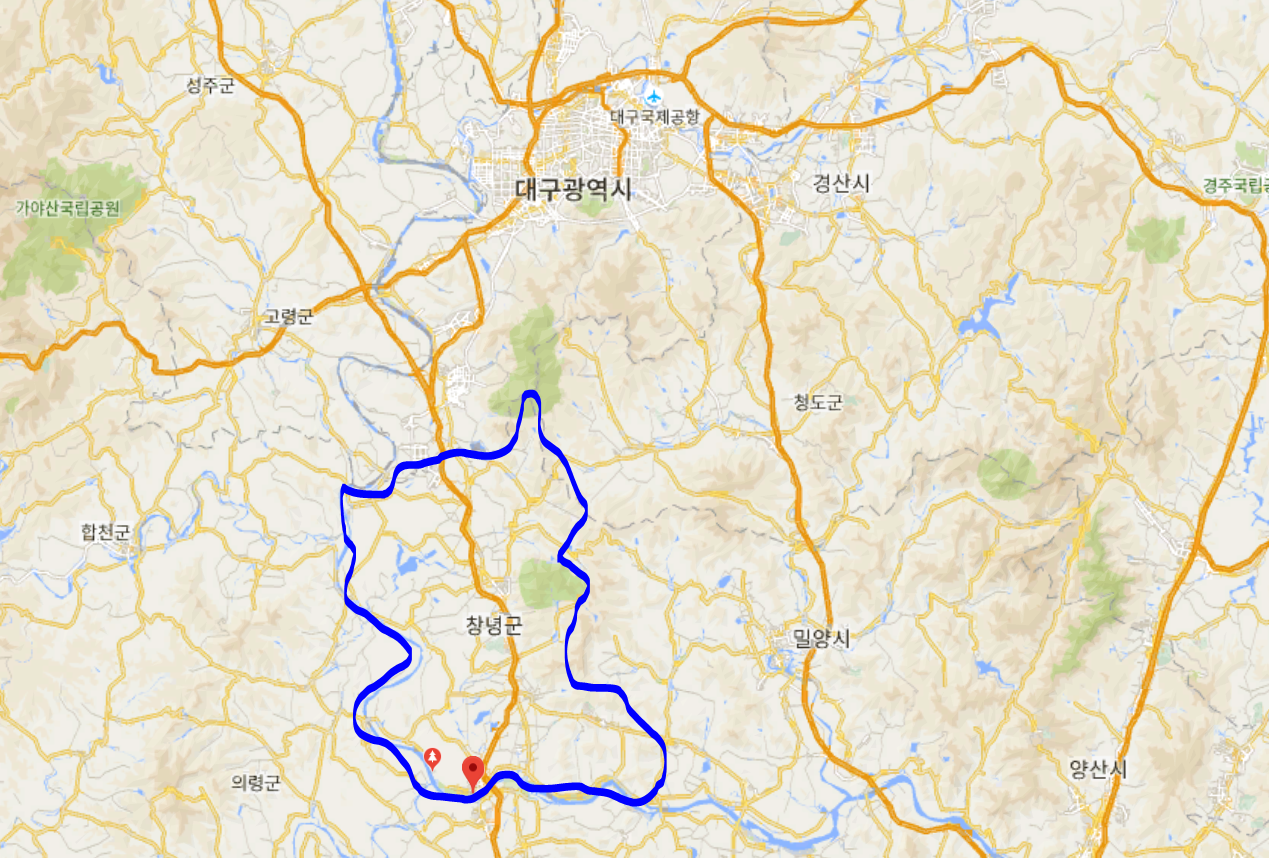 성주군
대구국제공항
대구광역시
경산시
경주국립공
가야산국립공원
고령군
청도군
합천군
창녕군
밀양시
의령군
양산시